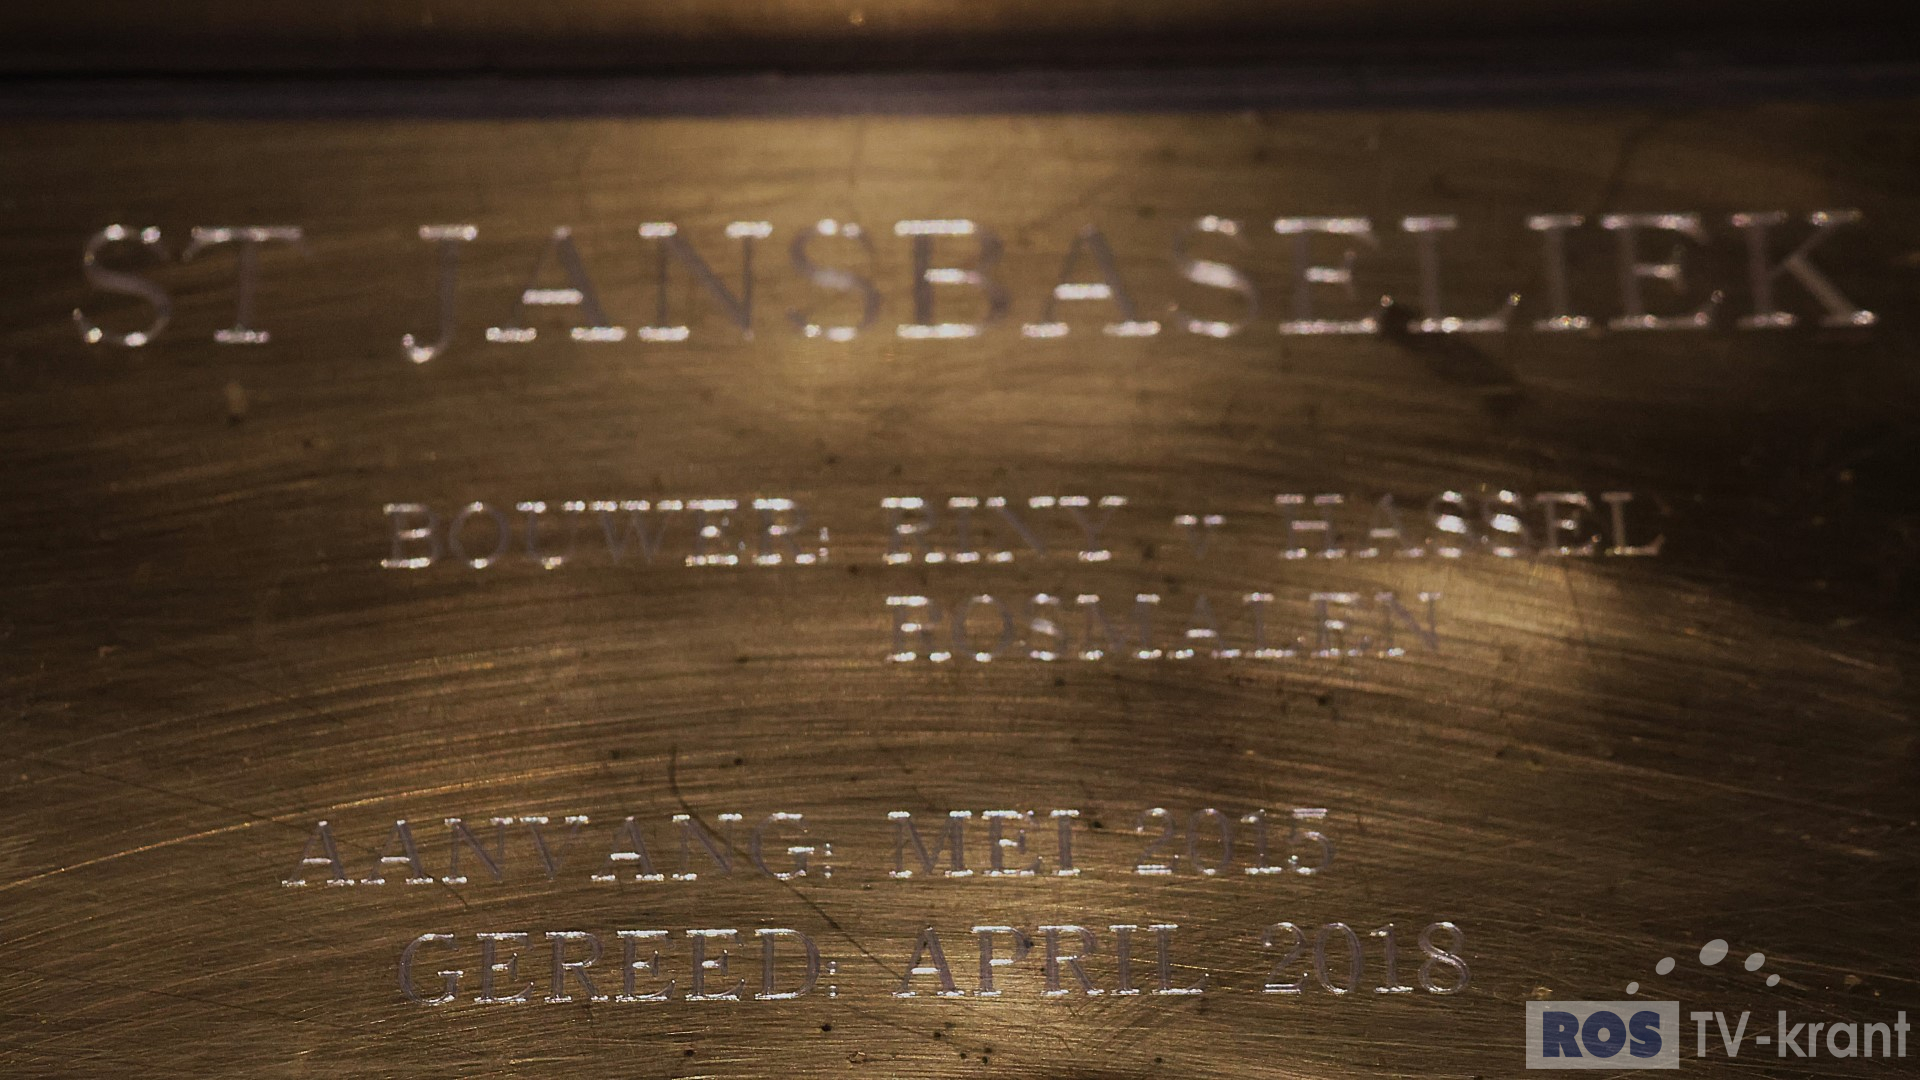 ST JANSBASELIEK
BOUWER: RINY v HASSEL
ROSMALEN
AANVANG: MEI 2015
GEREED: APRIL 2018
ROS TV-krant